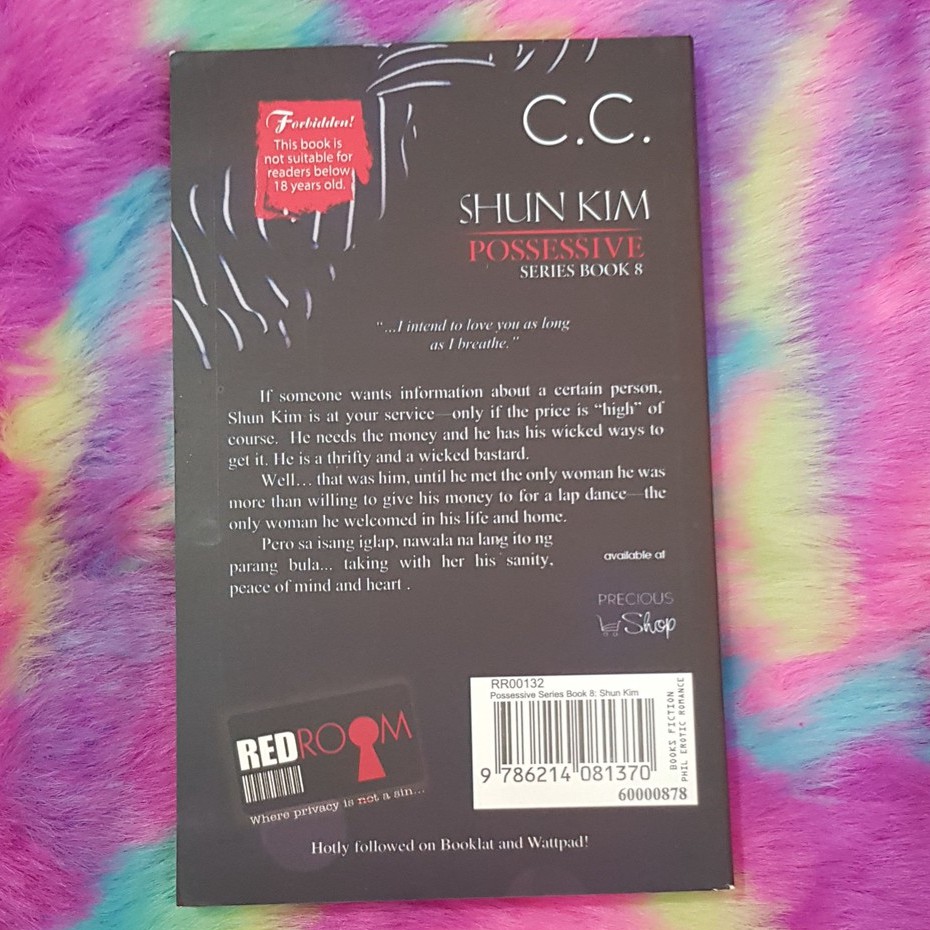 Forbidden!
This book is
not suitable for
readers below
18 years old.
C.C.
SHUN KIM
POSSESSIVE
SERIES BOOK 8
"...I intend to love you as long
as I breathe."
If someone wants information about a certain person,
Shun Kim is at your service—only if the price is "high" of
course. He needs the money and he has his wicked ways to
get it. He is a thrifty and a wicked bastard.
Well... that was him, until he met the only woman he was
more than willing to give his money to for a lap dance—the
only woman he welcomed in his life and home.
Pero sa isang iglap, nawala na lang ito ng
parang bula... taking with her his sanity,
peace of mind and heart .
available at
PRECIOUS
Shop
REDROOM
Where privacy is not a sin...
RR00132
Possessive Series Book 8: Shun Kim
9 786214 081370
60000878
BOOKS FICTION
PHIL EROTIC ROMANCE
Hotly followed on Booklat and Wattpad!